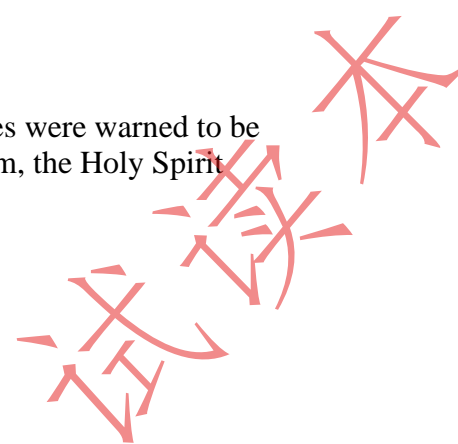 es were warned to be
m, the Holy Spirit
试读本